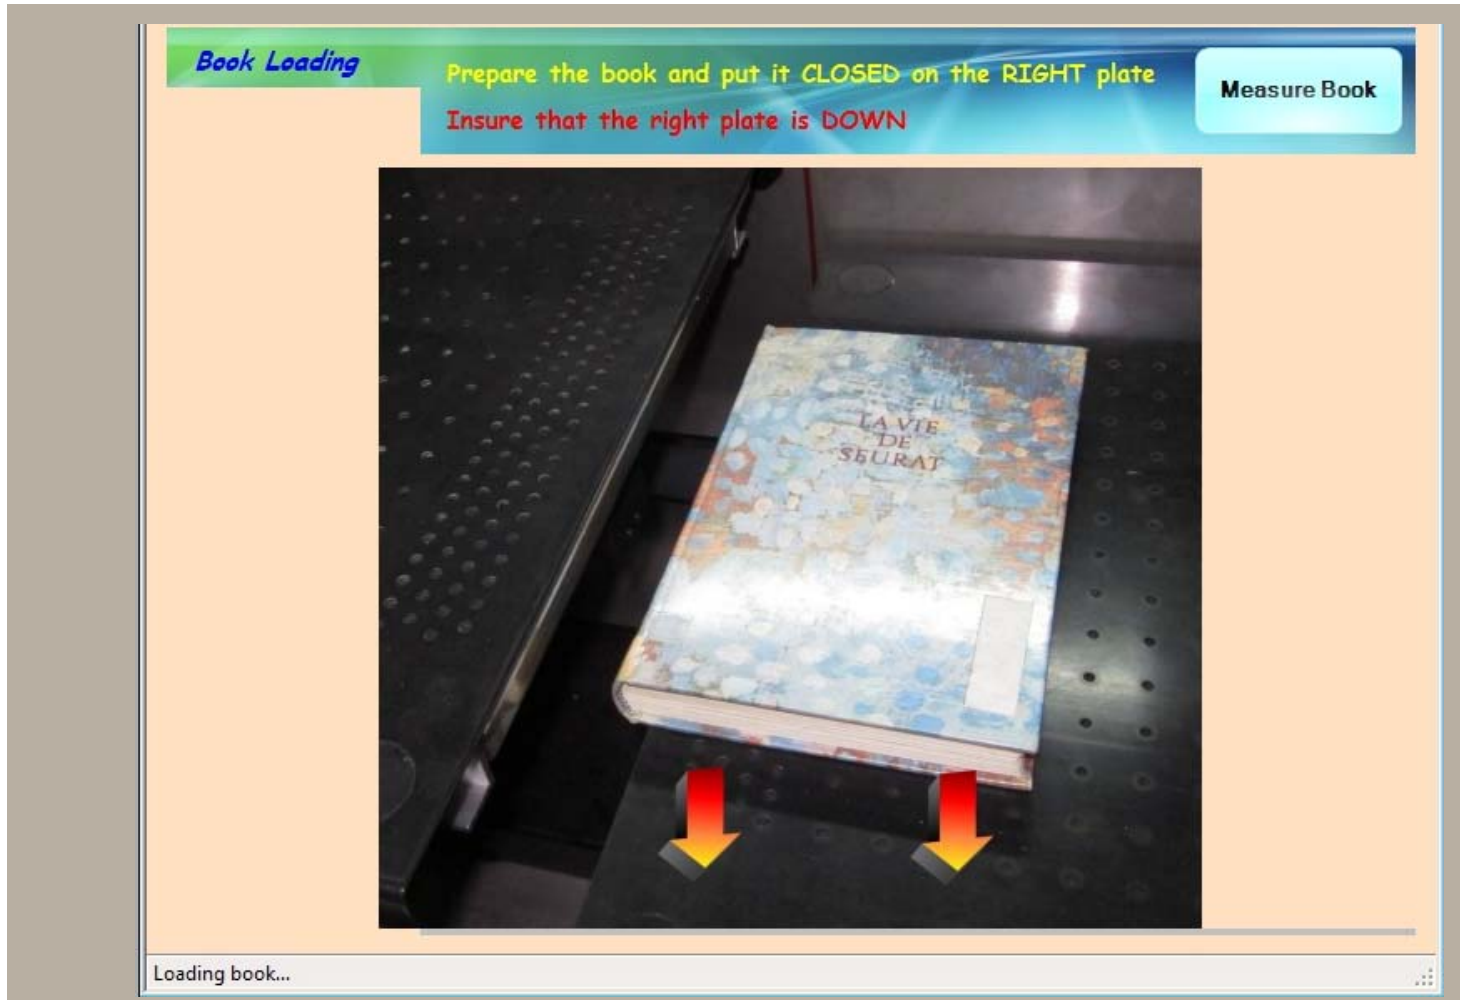 Book Loading
Prepare the book and put it CLOSED on the RIGHT plate
Insure that the right plate is DOWN
Measure Book
LA VIE
DE
SEURAT
Loading book...